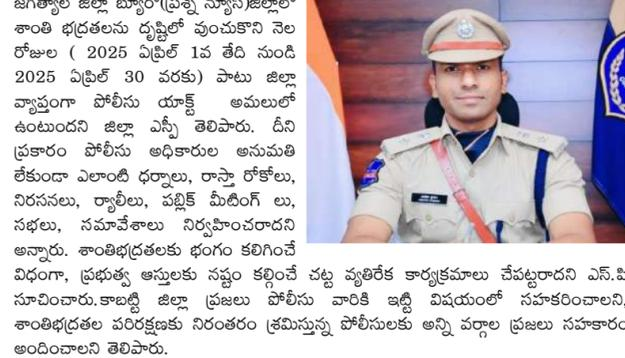 జగిత్యాల జిల్లా బ్యూరో(ప్రశ్న న్యూస్)జిల్లాలో
శాంతి భద్రతలను దృష్టిలో వుంచుకొని నెల
రోజుల ( 2025 ఏప్రిల్ 1వ తేది నుండి
2025 ఏప్రిల్ 30 వరకు) పాటు జిల్లా
వ్యాప్తంగా పోలీసు యాక్ట్ అమలులో
ఉంటుందని జిల్లా ఎస్పీ తెలిపారు. దీని
ప్రకారం పోలీసు అధికారుల అనుమతి
లేకుండా ఎలాంటి ధర్నాలు, రాస్తా రోకోలు,
నిరసనలు, ర్యాలీలు, పబ్లిక్ మీటింగ్ లు,
సభలు, సమావేశాలు నిర్వహించరాదని
అన్నారు. శాంతిభద్రతలకు భంగం కలిగించే
విధంగా, ప్రభుత్వ ఆస్తులకు నష్టం కల్గించే చట్ట వ్యతిరేక కార్యక్రమాలు చేపట్టరాదని ఎస్.పి
సూచించారు.కాబట్టి జిల్లా ప్రజలు పోలీసు వారికి ఇట్టి విషయంలో సహకరించాలని,
శాంతిభద్రతల పరిరక్షణకు నిరంతరం శ్రమిస్తున్న పోలీసులకు అన్ని వర్గాల ప్రజలు సహకారం
అందించాలని తెలిపారు.